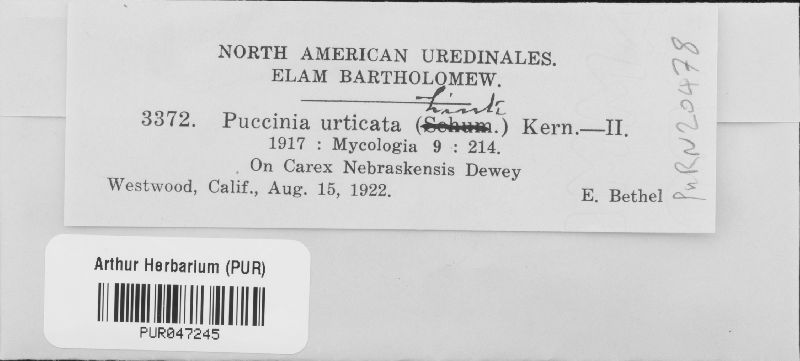 NORTH AMERICAN UREDINALES.
ELAM BARTHOLOMEW.
3372. Puccinia urticata (Schum.) Kern.—II.
1917 : Mycologia 9 : 214.
On Carex Nebraskensis Dewey
Westwood, Calif., Aug. 15, 1922. E. Bethel
PURN20478
Arthur Herbarium (PUR)
PUR047245